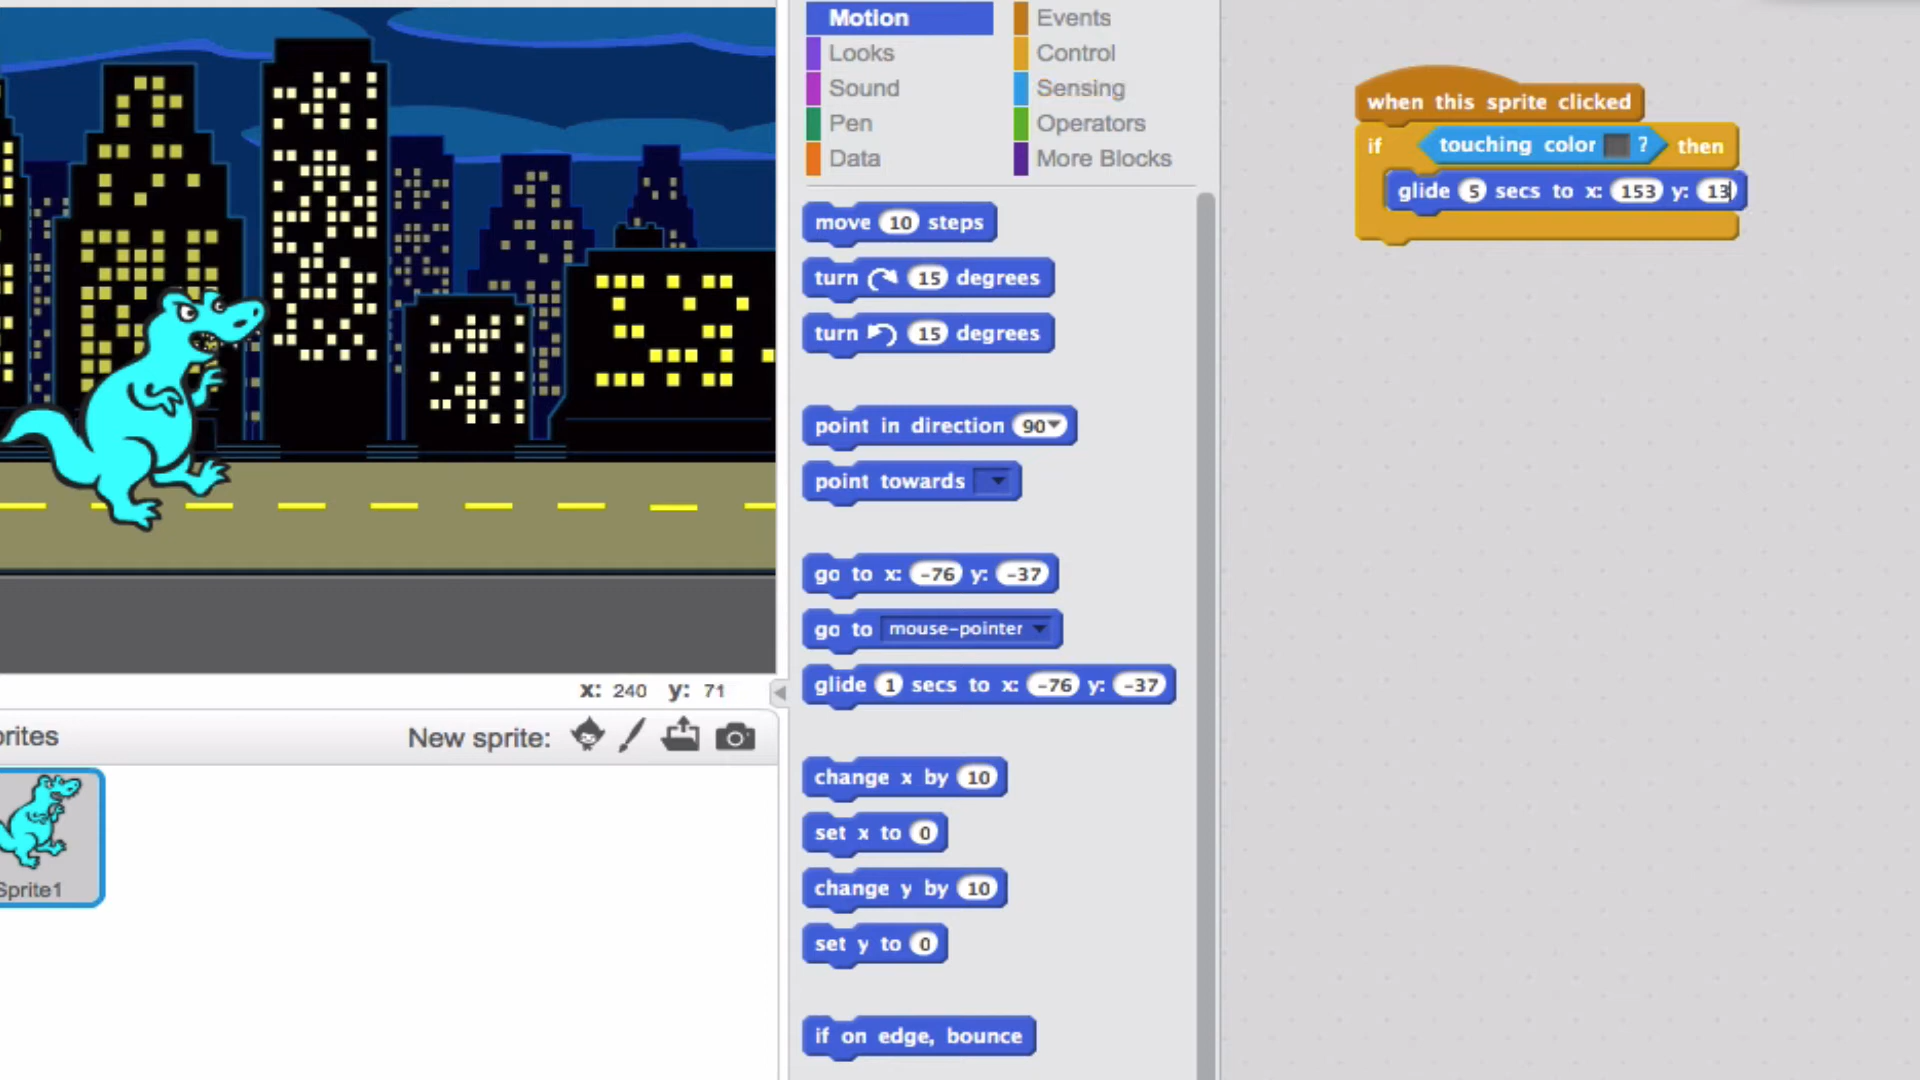 Motion
Looks
Sound
Pen
Data
Events
Control
Sensing
Operators
More Blocks
move 10 steps
turn 15 degrees
turn 15 degrees
point in direction 90
point towards
go to x: -76 y: -37
go to mouse-pointer
glide 1 secs to x: -76 y: -37
change x by 10
set x to 0
change y by 10
set y to 0
if on edge, bounce
when this sprite clicked
if touching color ? then
glide 5 secs to x: 153 y: 13
x: 240 y: 71
rites
New sprite:
Sprite1